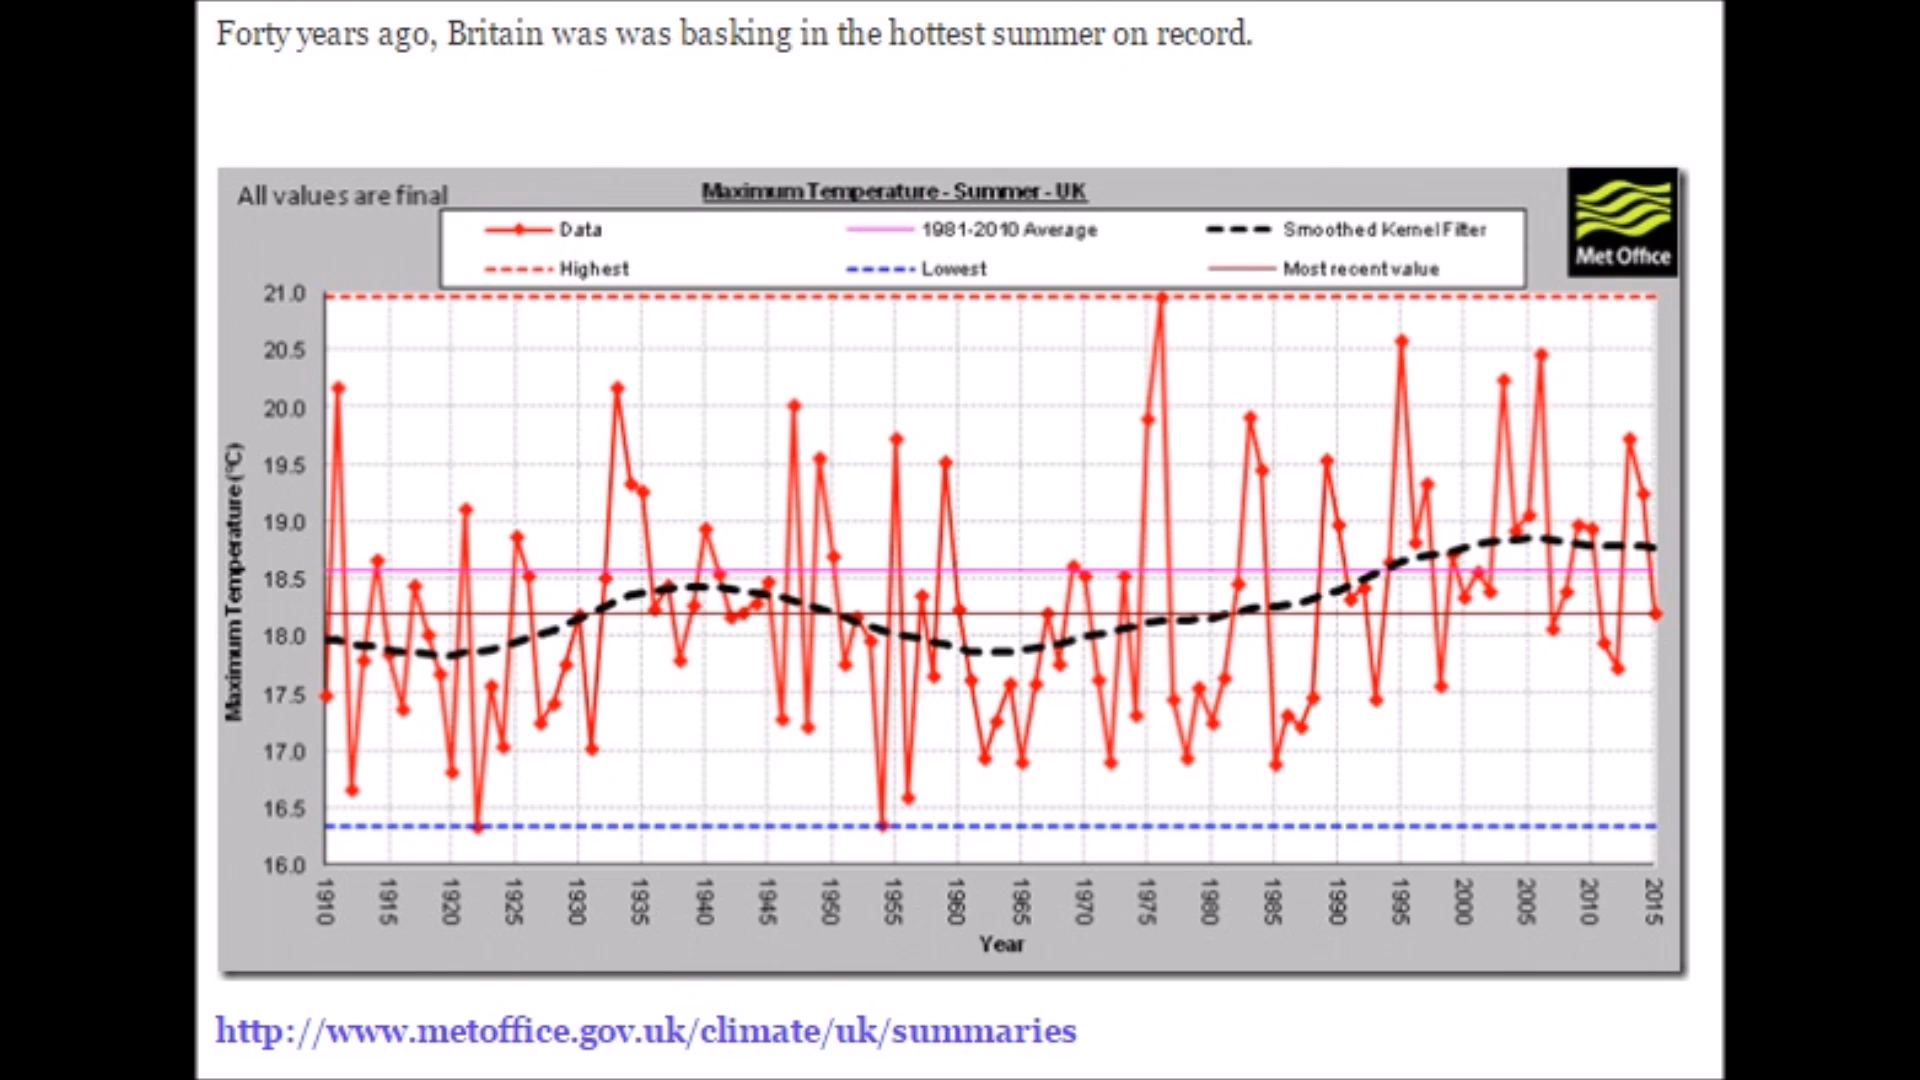 Forty years ago, Britain was was basking in the hottest summer on record.
All values are final
Maximum Temperature - Summer - UK
Data
1981-2010 Average
Smoothed Kernel Filter
Highest
Lowest
Most recent value
Met Office
Maximum Temperature (°C)
21.0
20.5
20.0
19.5
19.0
18.5
18.0
17.5
17.0
16.5
16.0
1910
1915
1920
1925
1930
1935
1940
1945
1950
1955
1960
1965
1970
1975
1980
1985
1990
1995
2000
2005
2010
2015
Year
http://www.metoffice.gov.uk/climate/uk/summaries